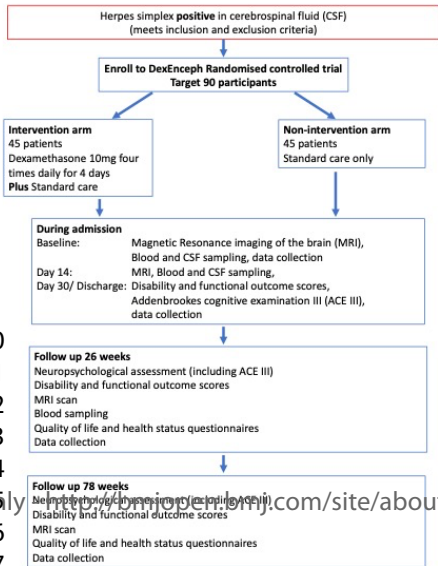 Herpes simplex positive in cerebrospinal fluid (CSF)
(meets inclusion and exclusion criteria)
Enroll to DexEnceph Randomised controlled trial
Target 90 participants
Intervention arm
45 patients
Dexamethasone 10mg four
times daily for 4 days
Plus Standard care
Non-intervention arm
45 patients
Standard care only
During admission
Baseline: Magnetic Resonance imaging of the brain (MRI),
Blood and CSF sampling, data collection
Day 14: MRI, Blood and CSF sampling,
Day 30/ Discharge: Disability and functional outcome scores,
Addenbrookes cognitive examination III (ACE III),
data collection
Follow up 26 weeks
Neuropsychological assessment (including ACE III)
Disability and functional outcome scores
MRI scan
Blood sampling
Quality of life and health status questionnaires
Data collection
Follow up 78 weeks
Neuropsychological assessment (including ACE III)
http://bmjopen.bmj.com/site/abou
Disability and functional outcome scores
MRI scan
Quality of life and health status questionnaires
Data collection